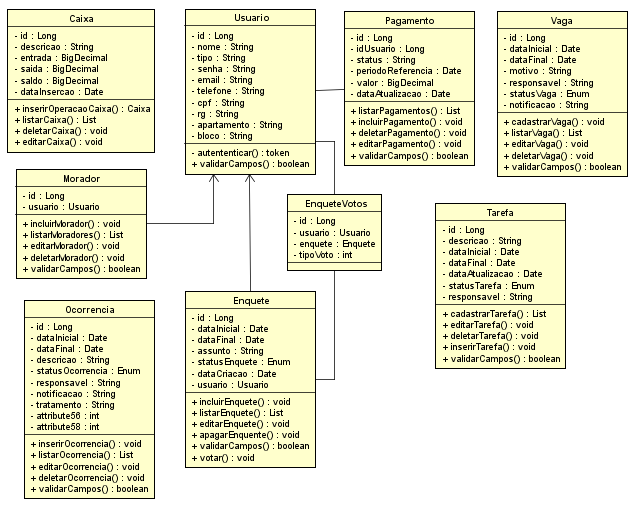 Caixa
- id : Long
- descricao : String
- entrada : BigDecimal
- saida : BigDecimal
- saldo : BigDecimal
- dataInsercao : Date
+ inserirOperacaoCaixa() : Caixa
+ listarCaixa() : List
+ deletarCaixa() : void
+ editarCaixa() : void
Usuario
- id : Long
- nome : String
- tipo : String
- senha : String
- email : String
- telefone : String
- cpf : String
- rg : String
- apartamento : String
- bloco : String
- autententicar() : token
+ validarCampos() : boolean
Pagamento
- id : Long
- idUsuario : Long
- status : String
- periodoReferencia : Date
- valor : BigDecimal
- dataAtualizacao : Date
+ listarPagamentos() : List
+ incluirPagamento() : void
+ deletarPagamento() : void
+ editarPagamento() : void
+ validarCampos() : boolean
Vaga
- id : Long
- dataInicial : Date
- dataFinal : Date
- motivo : String
- responsavel : String
- statusVaga : Enum
- notificacao : String
+ cadastrarVaga() : void
+ listarVaga() : List
+ editarVaga() : void
+ deletarVaga() : void
+ validarCampos() : boolean
Morador
- id : Long
- usuario : Usuario
+ incluirMorador() : void
+ listarMoradores() : List
+ editarMorador() : void
+ deletarMorador() : void
+ validarCampos() : boolean
EnqueteVotos
- id : Long
- usuario : Usuario
- enquete : Enquete
- tipoVoto : int
Tarefa
- id : Long
- descricao : String
- dataInicial : Date
- dataFinal : Date
- dataAtualizacao : Date
- statusTarefa : Enum
- responsavel : String
+ cadastrarTarefa() : List
+ editarTarefa() : void
+ deletarTarefa() : void
+ inserirTarefa() : void
+ validarCampos() : boolean
Ocorrencia
- id : Long
- dataInicial : Date
- dataFinal : Date
- descricao : String
- statusOcorrencia : Enum
- responsavel : String
- notificacao : String
- tratamento : String
- attribute56 : int
- attribute58 : int
+ inserirOcorrencia() : void
+ listarOcorrencia() : List
+ editarOcorrencia() : void
+ deletarOcorrencia() : void
+ validarCampos() : boolean
Enquete
- id : Long
- dataInicial : Date
- dataFinal : Date
- assunto : String
- statusEnquete : Enum
- dataCriacao : Date
- usuario : Usuario
+ incluirEnquete() : void
+ listarEnquete() : List
+ editarEnquete() : void
+ apagarEnquente() : void
+ validarCampos() : boolean
+ votar() : void